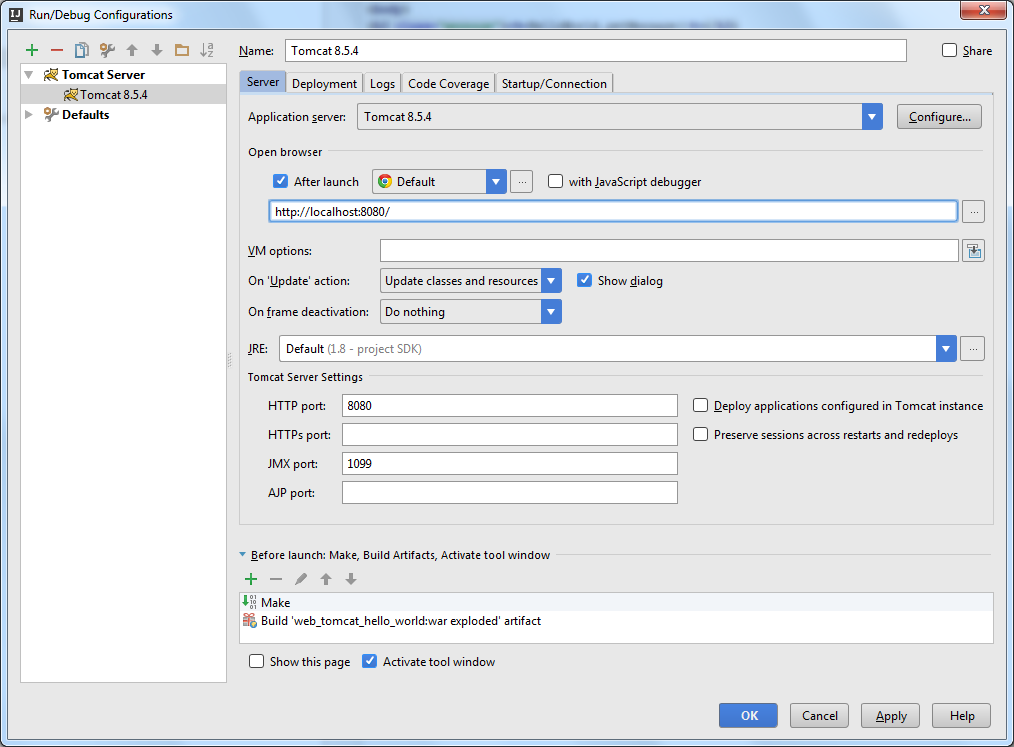 Run/Debug Configurations
Tomcat Server
Tomcat 8.5.4
Defaults
Name: Tomcat 8.5.4 Share
Server Deployment Logs Code Coverage Startup/Connection
Application server: Tomcat 8.5.4 Configure...
Open browser
After launch Default ... with JavaScript debugger
http://localhost:8080/ ...
VM options:
On 'Update' action: Update classes and resources Show dialog
On frame deactivation: Do nothing
JRE: Default (1.8 - project SDK) ...
Tomcat Server Settings
HTTP port: 8080 Deploy applications configured in Tomcat instance
HTTPs port: Preserve sessions across restarts and redeploys
JMX port: 1099
AJP port:
Before launch: Make, Build Artifacts, Activate tool window
Make
Build 'web_tomcat_hello_world:war exploded' artifact
Show this page Activate tool window
OK Cancel Apply Help